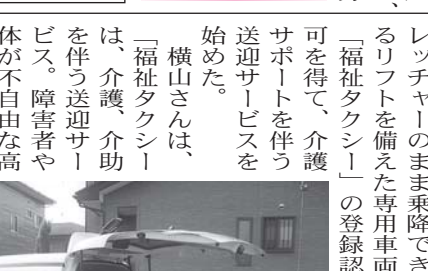 レッチャーのまま乗降でき
るリフトを備えた専用車両
「福祉タクシー」の登録認
可を得て、介護
サポートを伴う
送迎サービスを
始めた。
横山さんは、
「福祉タクシー
は、介護、介助
を伴う送迎サー
ビス。障害者や
体が不自由な高